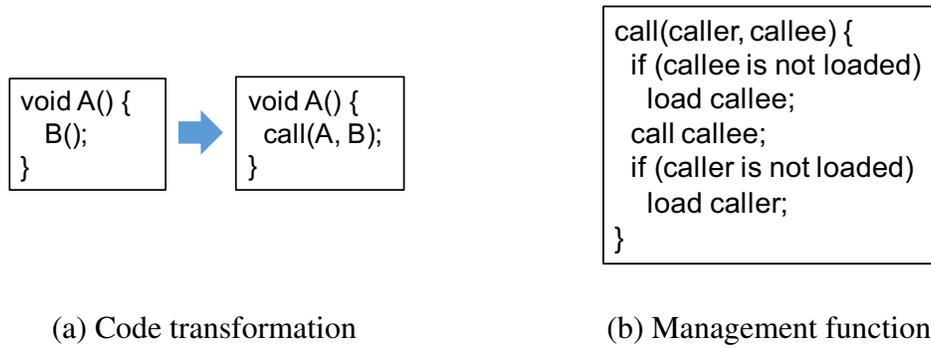 void A() {
B();
}
void A() {
call(A, B);
}
call(caller, callee) {
if (callee is not loaded)
load callee;
call callee;
if (caller is not loaded)
load caller;
}
(a) Code transformation
(b) Management function